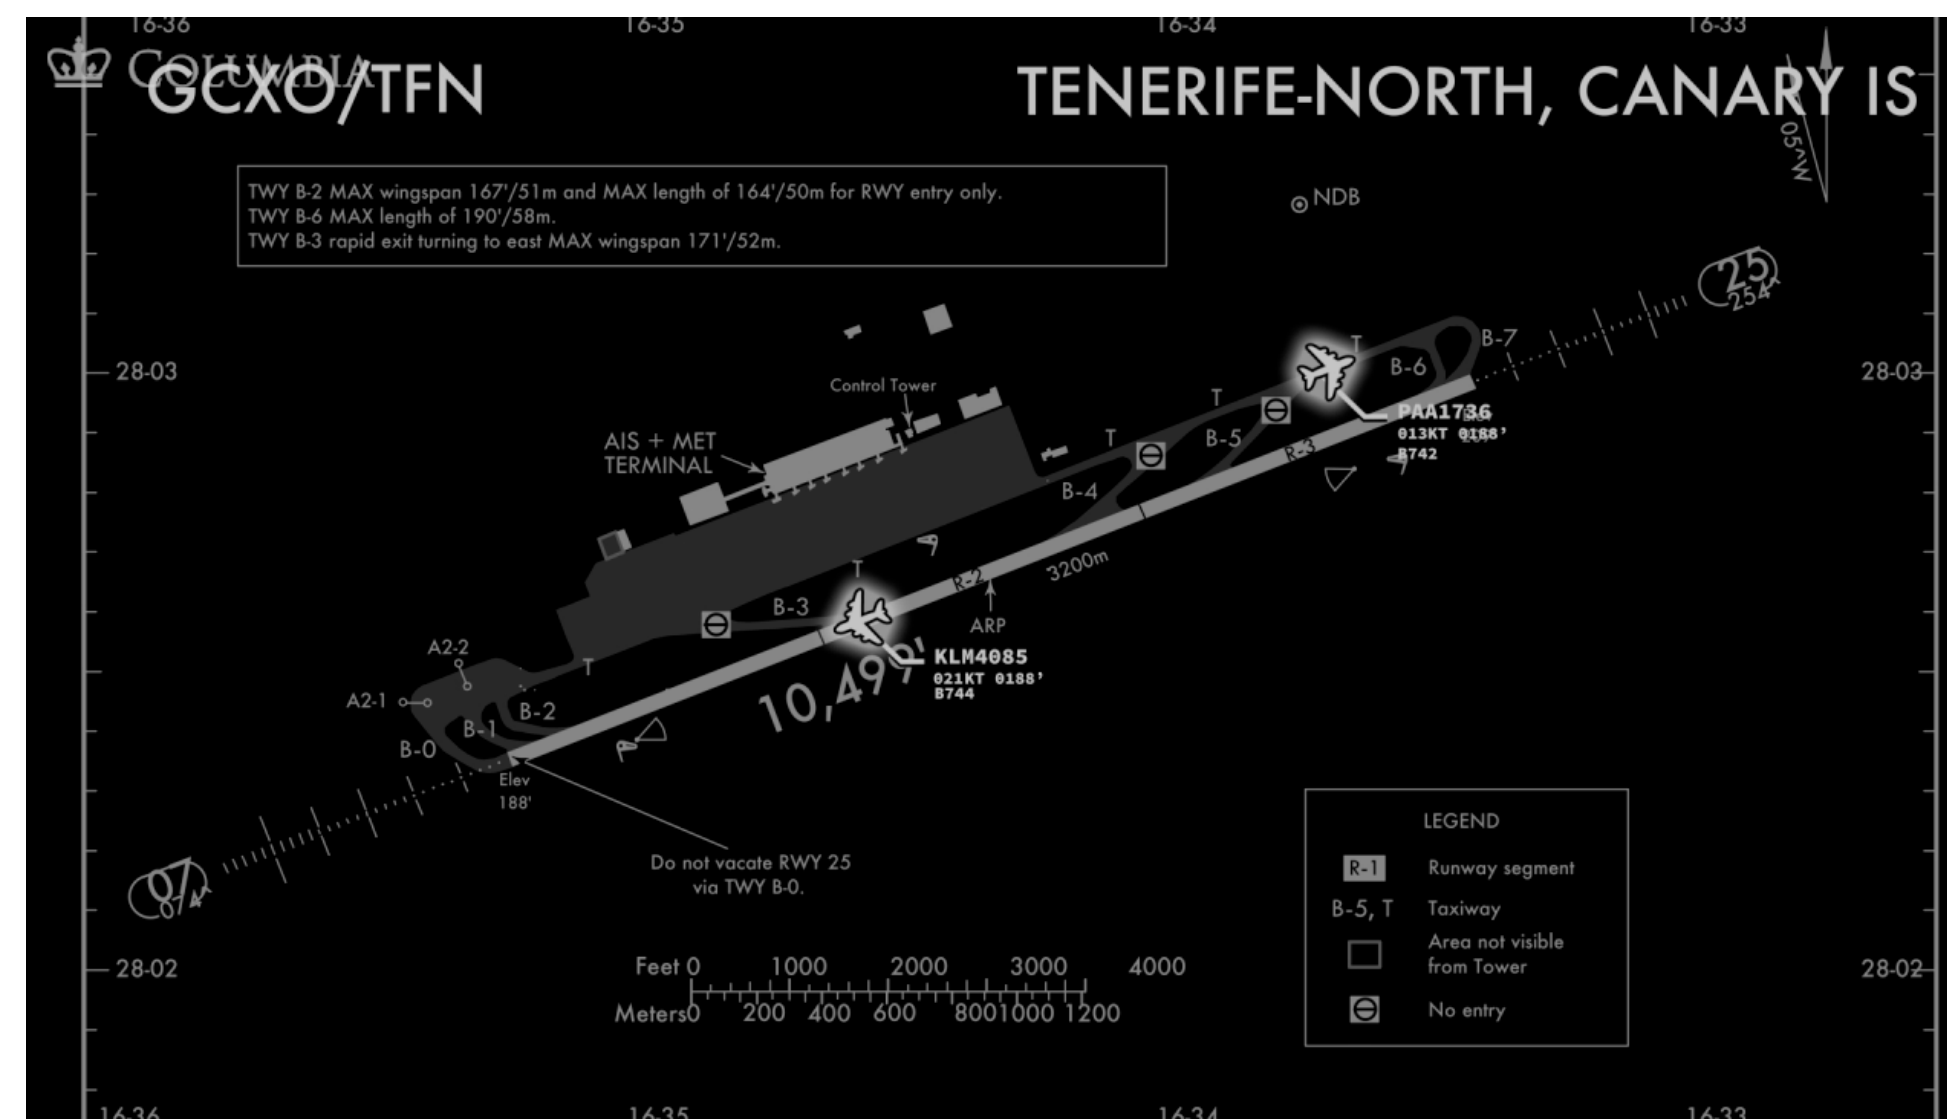 16-36 16-35 16-34 16-33
COLUMBIA
GCXO/TFN
TENERIFE-NORTH, CANARY IS
05^W
TWY B-2 MAX wingspan 167'/51m and MAX length of 164'/50m for RWY entry only.
TWY B-6 MAX length of 190'/58m.
TWY B-3 rapid exit turning to east MAX wingspan 171'/52m.
NDB
25
254^
B-7
T
B-6
28-03
28-03
Control Tower
T
PAA1736
013KT 0188'
B742
AIS + MET
TERMINAL
T
B-5
R-3
B-4
3200m
T
R-2
B-3
ARP
A2-2
T
KLM4085
021KT 0188'
B744
10,499'
A2-1
B-2
B-1
B-0
Elev
188'
Do not vacate RWY 25
via TWY B-0.
07
074^
LEGEND
R-1 Runway segment
B-5, T Taxiway
Area not visible
from Tower
No entry
28-02
28-02
Feet 0 1000 2000 3000 4000
Meters0 200 400 600 800 1000 1200
16-36 16-35 16-34 16-33